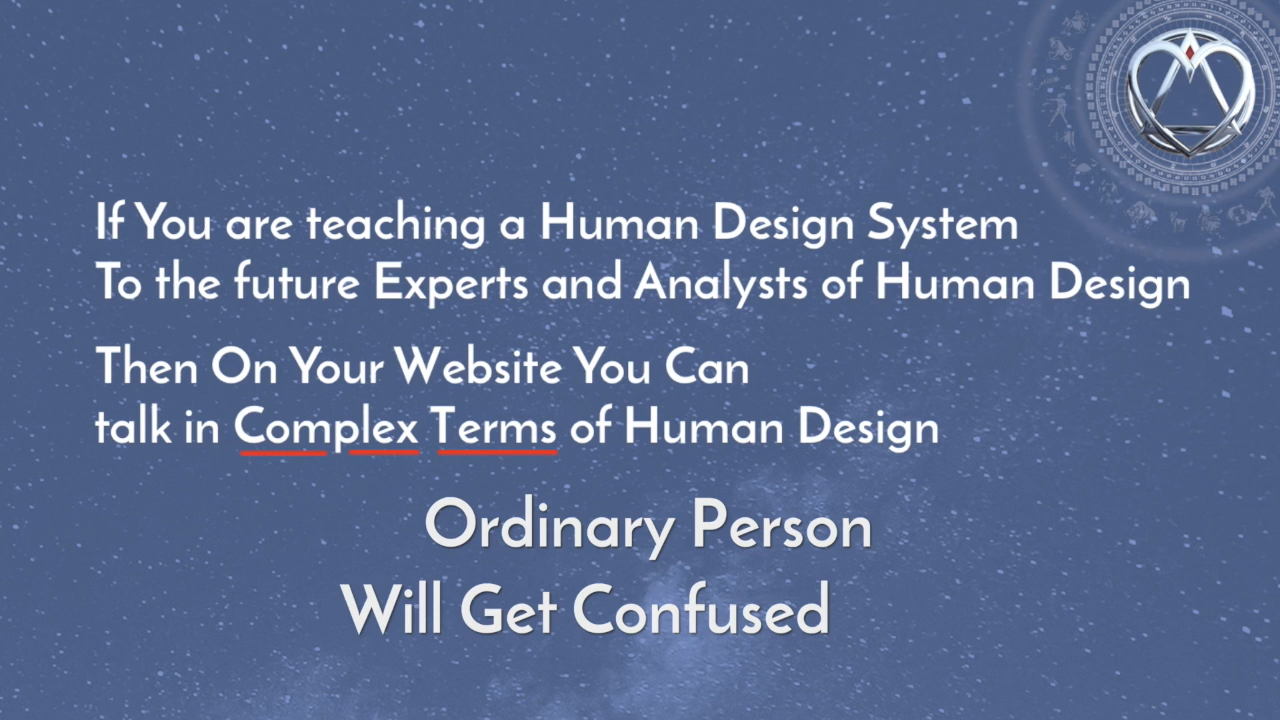 If You are teaching a Human Design System
To the future Experts and Analysts of Human Design
Then On Your Website You Can
talk in Complex Terms of Human Design
Ordinary Person
Will Get Confused